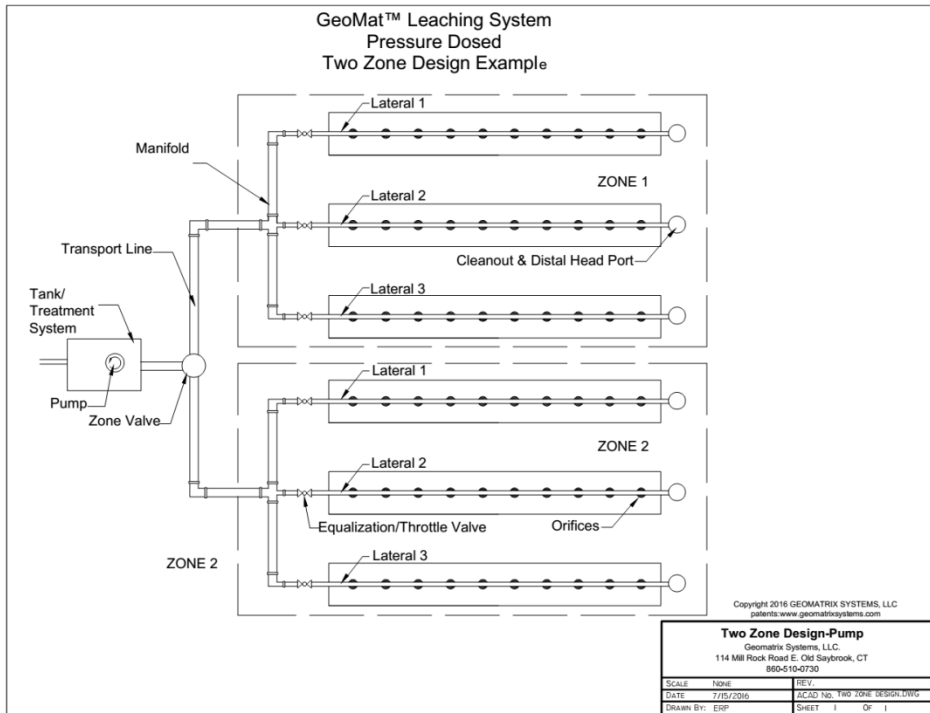 GeoMat™ Leaching System
Pressure Dosed
Two Zone Design Example
Lateral 1
Manifold
ZONE 1
Lateral 2
Transport Line
Cleanout & Distal Head Port
Tank/
Treatment
System
Lateral 3
Pump
Zone Valve
Lateral 1
ZONE 2
Lateral 2
Equalization/Throttle Valve
Orifices
Lateral 3
ZONE 2
Copyright 2016 GEOMATRIX SYSTEMS, LLC
patents:www.geomatrixsystems.com
Two Zone Design-Pump
Geomatrix Systems, LLC.
114 Mill Rock Road E. Old Saybrook, CT
860-510-0730
SCALE NONE REV.
DATE 7/15/2016 ACAD No. TWO ZONE DESIGN.DWG
DRAWN BY: ERP SHEET 1 OF 1